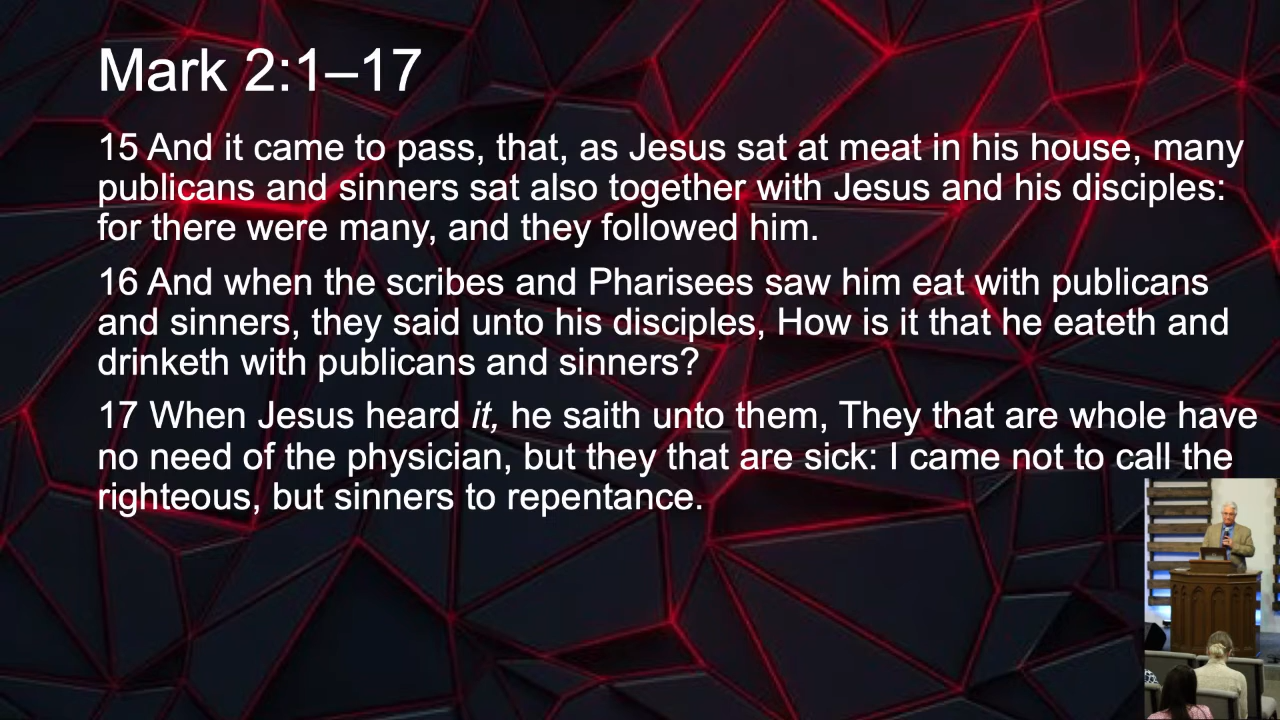 Mark 2:1–17
15 And it came to pass, that, as Jesus sat at meat in his house, many
publicans and sinners sat also together with Jesus and his disciples:
for there were many, and they followed him.
16 And when the scribes and Pharisees saw him eat with publicans
and sinners, they said unto his disciples, How is it that he eateth and
drinketh with publicans and sinners?
17 When Jesus heard it, he saith unto them, They that are whole have
no need of the physician, but they that are sick: I came not to call the
righteous, but sinners to repentance.